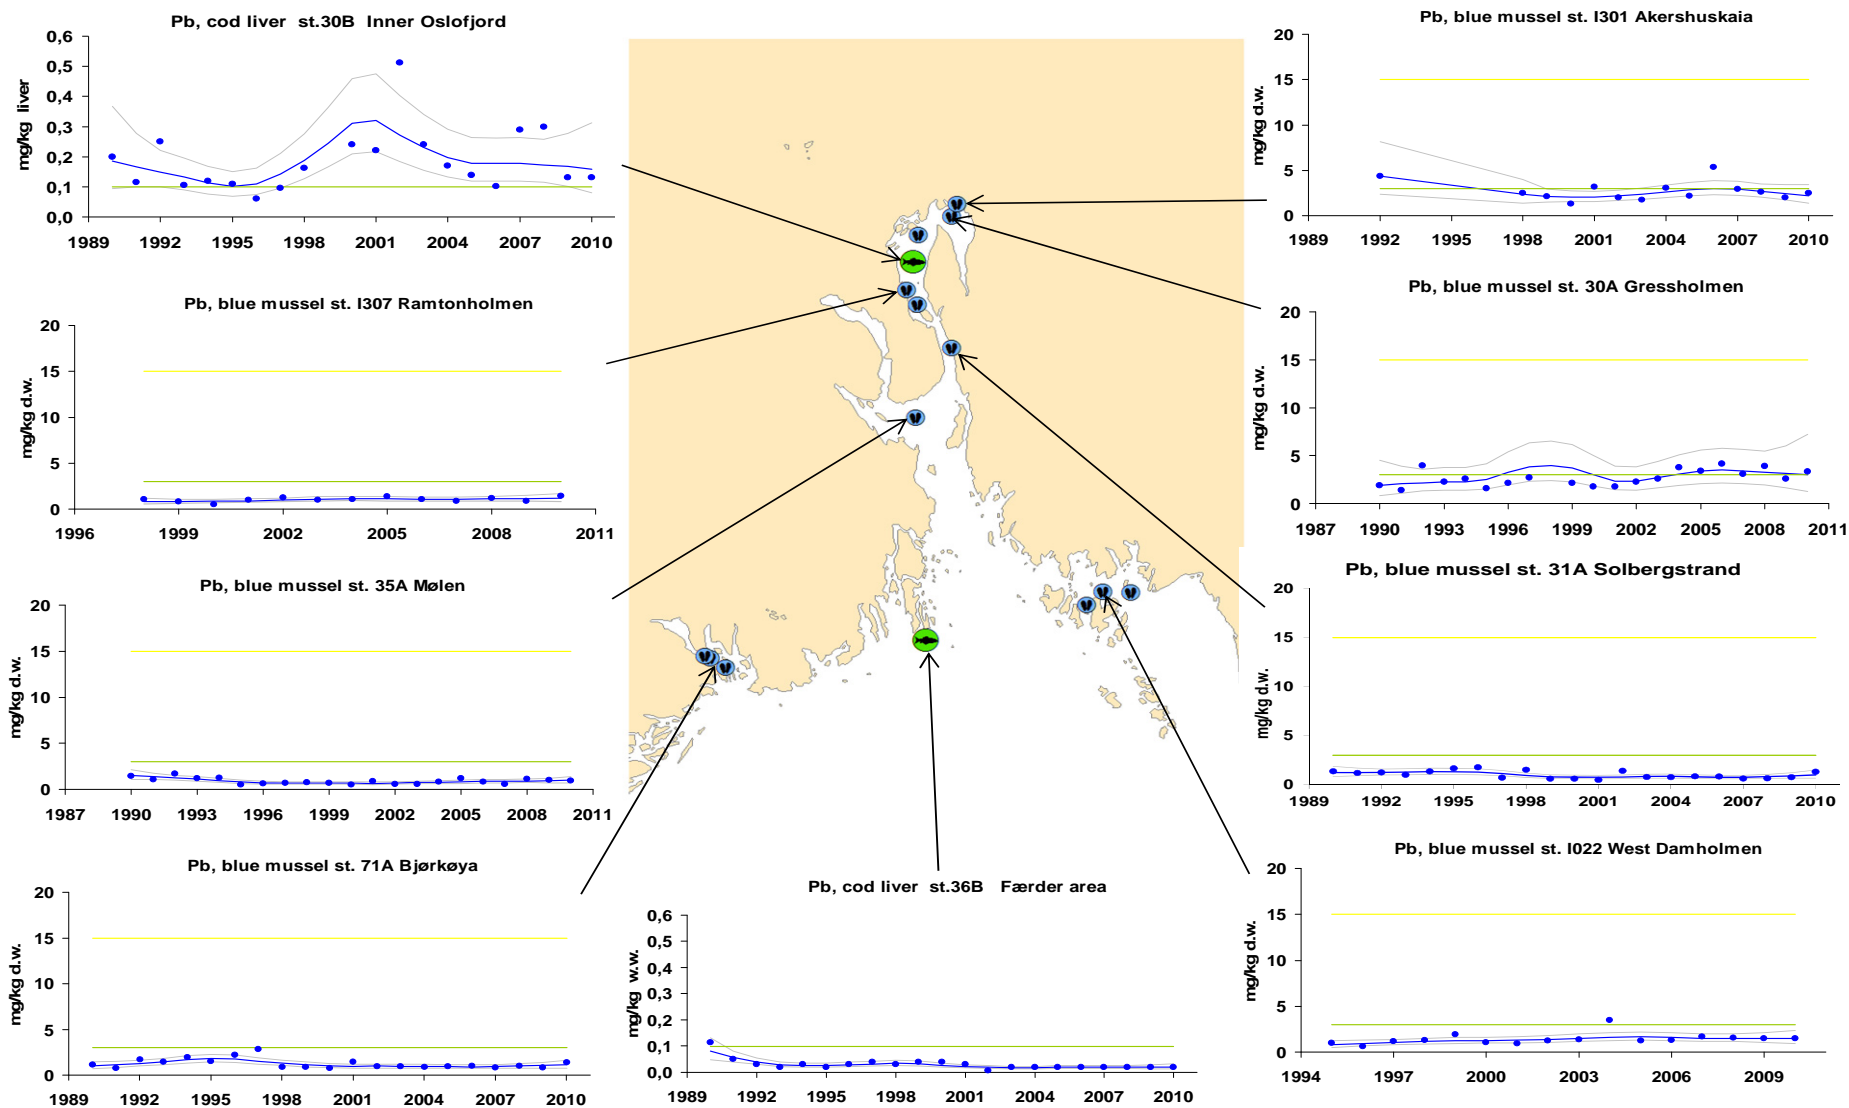 Pb, cod liver st.30B Inner Oslofjord
mg/kg liver
0,6
0,5
0,4
0,3
0,2
0,1
0,0
1989 1992 1995 1998 2001 2004 2007 2010
Pb, blue mussel st. I301 Akershuskaia
mg/kg d.w.
20
15
10
5
0
1989 1992 1995 1998 2001 2004 2007 2010
Pb, blue mussel st. I307 Ramtonholmen
mg/kg d.w.
20
15
10
5
0
1996 1999 2002 2005 2008 2011
Pb, blue mussel st. 30A Gressholmen
mg/kg d.w.
20
15
10
5
0
1987 1990 1993 1996 1999 2002 2005 2008 2011
Pb, blue mussel st. 35A Mølen
mg/kg d.w.
20
15
10
5
0
1987 1990 1993 1996 1999 2002 2005 2008 2011
Pb, blue mussel st. 31A Solbergstrand
mg/kg d.w.
20
15
10
5
0
1989 1992 1995 1998 2001 2004 2007 2010
Pb, blue mussel st. 71A Bjørkøya
mg/kg d.w.
20
15
10
5
0
1989 1992 1995 1998 2001 2004 2007 2010
Pb, cod liver st.36B Færder area
mg/kg w.w.
0,6
0,5
0,4
0,3
0,2
0,1
0,0
1989 1992 1995 1998 2001 2004 2007 2010
Pb, blue mussel st. I022 West Damholmen
mg/kg d.w.
20
15
10
5
0
1994 1997 2000 2003 2006 2009